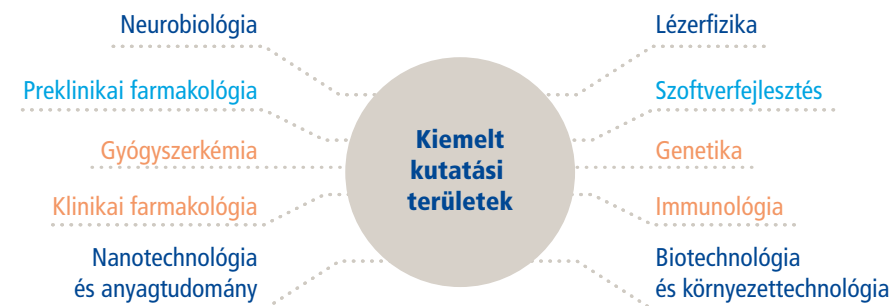 Neurobiológia
Preklinikai farmakológia
Gyógyszerkémia
Klinikai farmakológia
Nanotechnológia
és anyagtudomány
Kiemelt
kutatási
területek
Lézerfizika
Szoftverfejlesztés
Genetika
Immunológia
Biotechnológia
és környezettechnológia